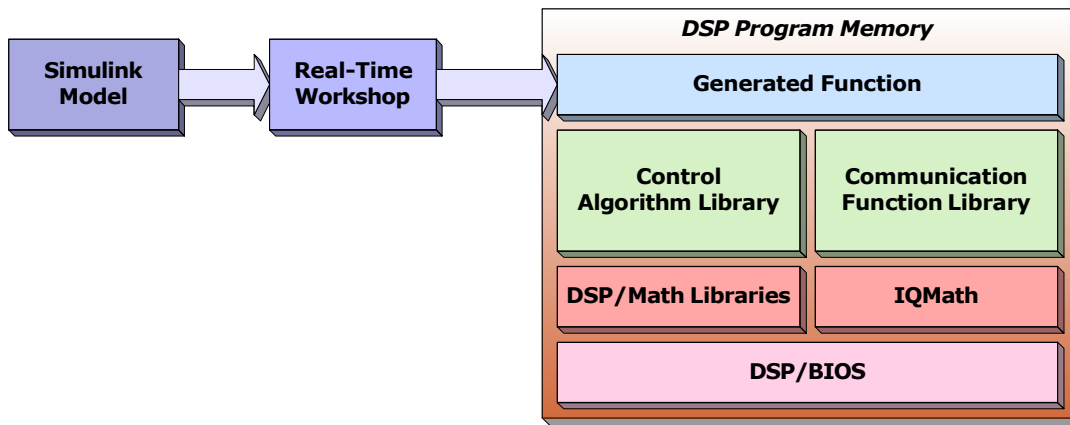 DSP Program Memory
Simulink
Model
Real-Time
Workshop
Generated Function
Control
Algorithm Library
Communication
Function Library
DSP/Math Libraries
IQMath
DSP/BIOS